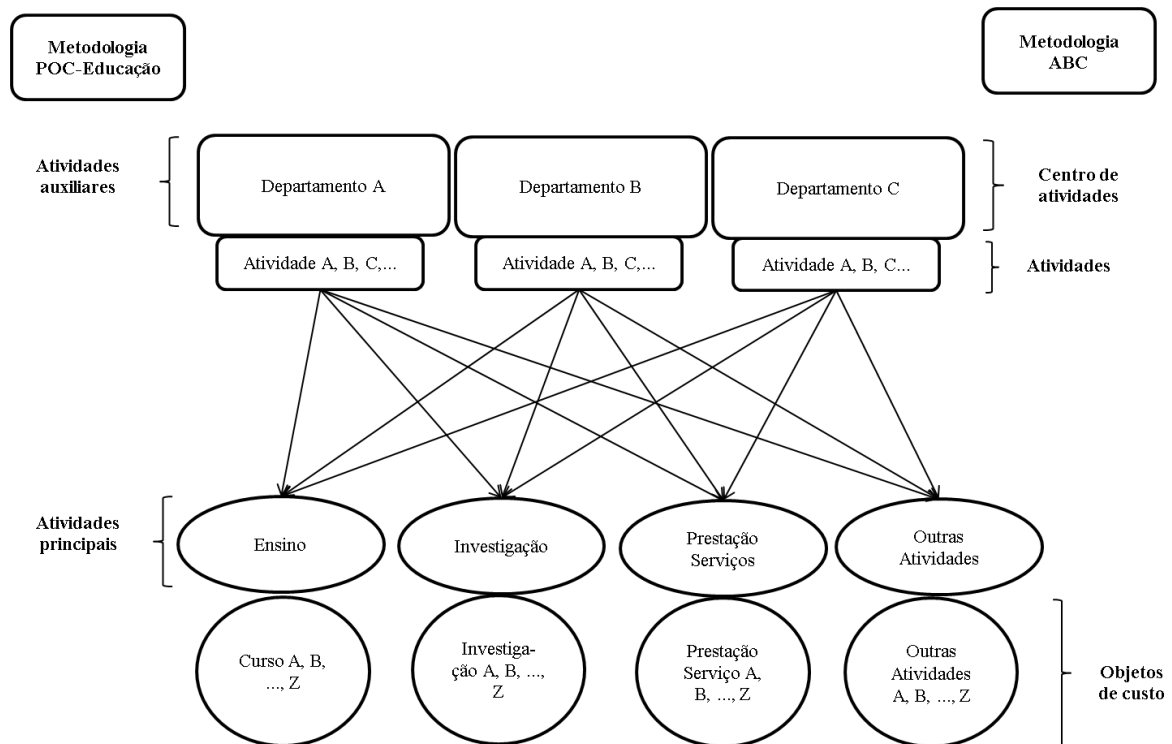 Metodologia
POC-Educação
Metodologia
ABC
Atividades
auxiliares
Departamento A
Departamento B
Departamento C
Centro de
atividades
Atividade A, B, C,...
Atividade A, B, C,...
Atividade A, B, C...
Atividades
Atividades
principais
Ensino
Investigação
Prestação
Serviços
Outras
Atividades
Curso A, B,
..., Z
Investiga-
ção A, B, ...,
Z
Prestação
Serviço A,
B, ..., Z
Outras
Atividades
A, B, ..., Z
Objetos
de custo